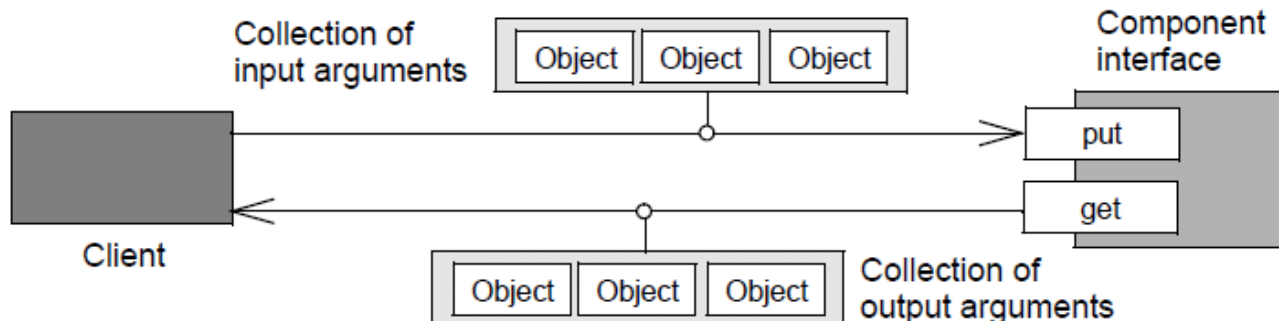 Collection of
input arguments
Object
Object
Object
Component
interface
put
get
Client
Object
Object
Object
Collection of
output arguments